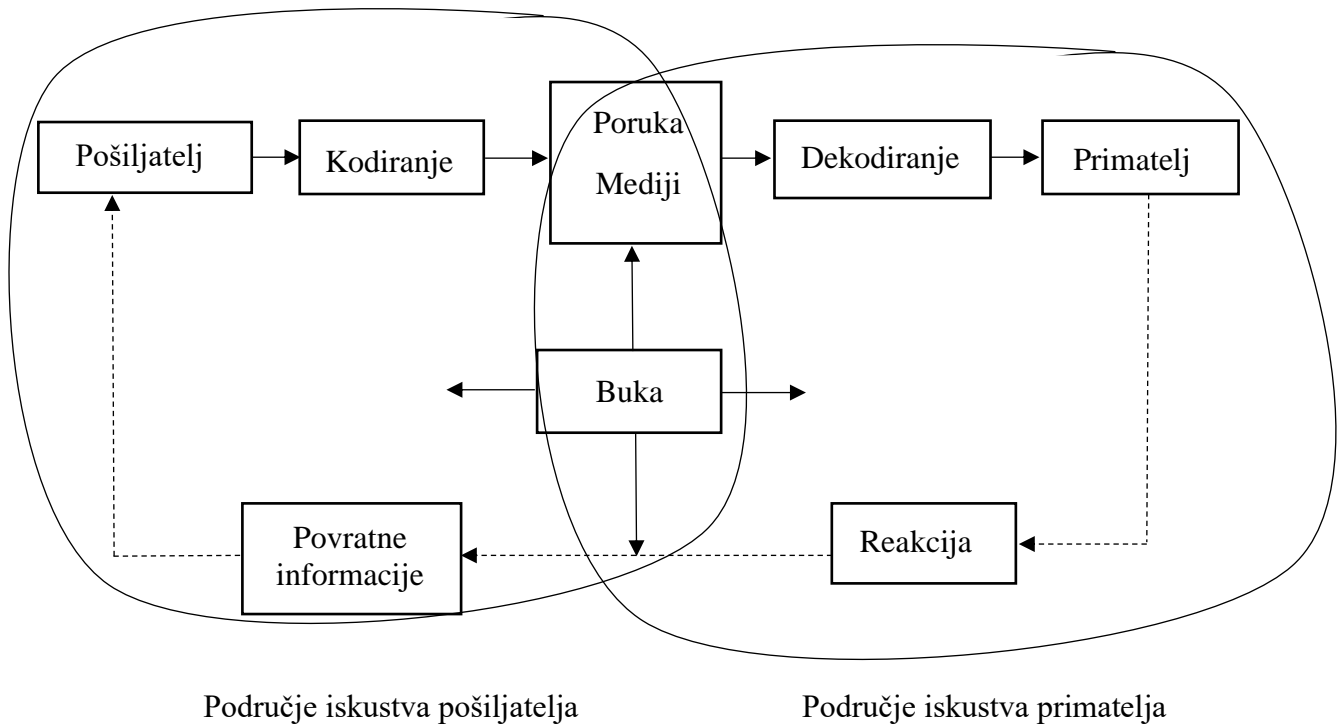 Pošiljatelj
Kodiranje
Poruka
Mediji
Dekodiranje
Primatelj
Buka
Povratne
informacije
Reakcija
Područje iskustva pošiljatelja
Područje iskustva primatelja